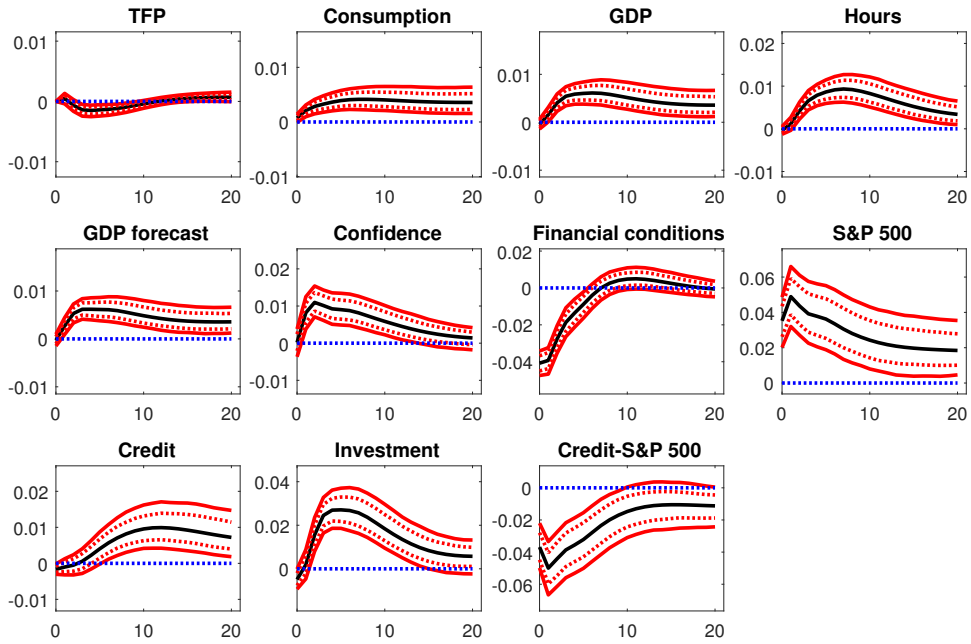 TFP
0.01
0
-0.01
0 10 20
Consumption
0.01
0
-0.01
0 10 20
GDP
0.01
0
-0.01
0 10 20
Hours
0.02
0.01
0
0.01
0 10 20
GDP forecast
0.01
0
-0.01
0 10 20
Confidence
0.02
0.01
0
-0.01
0 10 20
Financial conditions
0.02
0
-0.02
-0.04
0 10 20
S&P 500
0.06
0.04
0.02
0
0 10 20
Credit
0.02
0.01
0
-0.01
0 10 20
Investment
0.04
0.02
0
0 10 20
Credit-S&P 500
0
-0.02
-0.04
-0.06
0 10 20